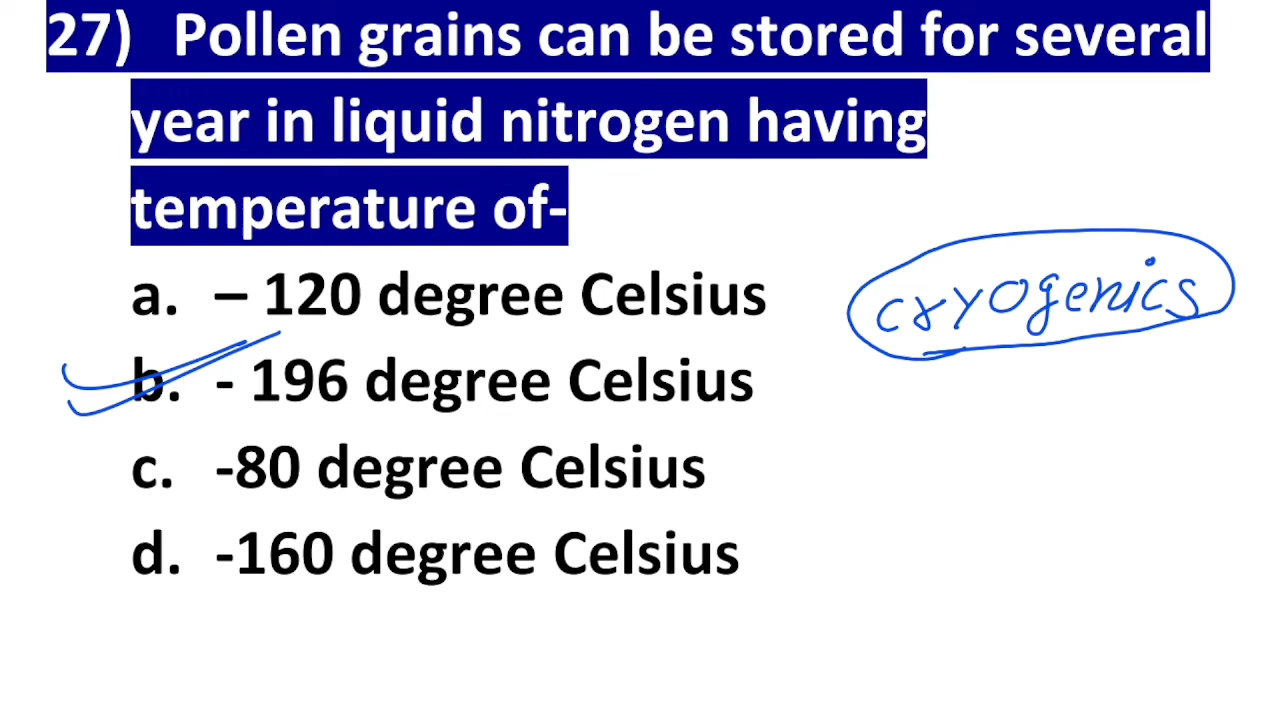 27) Pollen grains can be stored for several
year in liquid nitrogen having
temperature of-
a. – 120 degree Celsius
cryogenics
b. - 196 degree Celsius
c. -80 degree Celsius
d. -160 degree Celsius